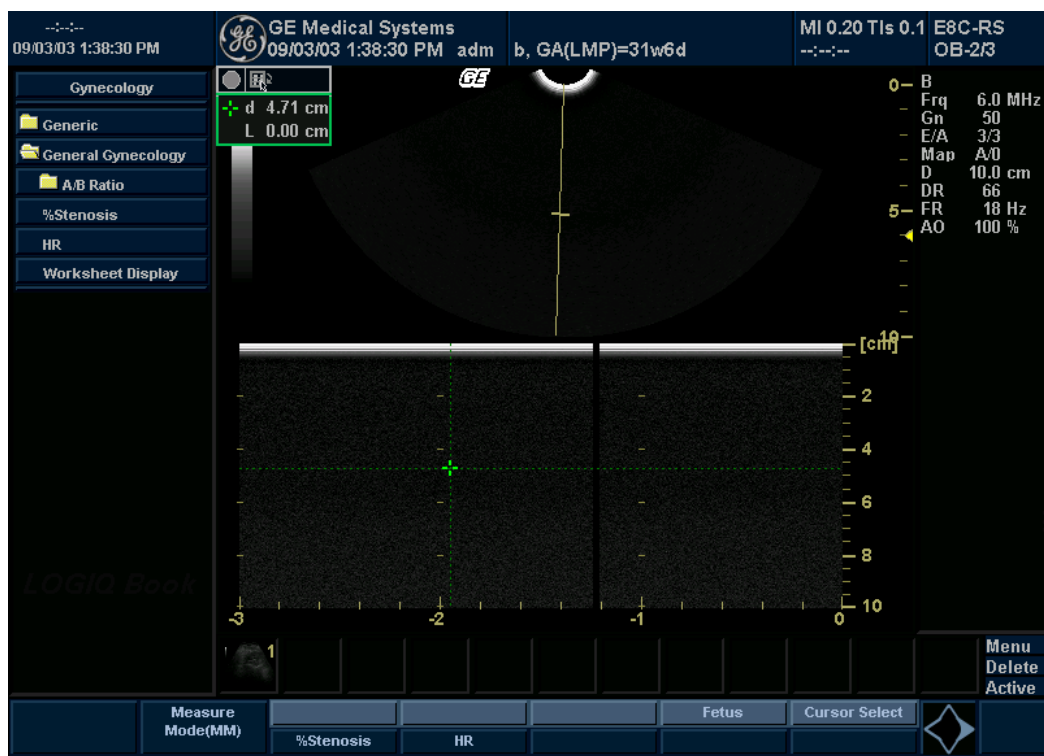 --:--:--
09/03/03 1:38:30 PM
GE Medical Systems
09/03/03 1:38:30 PM adm b, GA(LMP)=31w6d
MI 0.20 TIs 0.1
--:--:--
E8C-RS
OB-2/3
Gynecology
Generic
General Gynecology
A/B Ratio
%Stenosis
HR
Worksheet Display
LOGIQ Book
d 4.71 cm
L 0.00 cm
GE
0
5
10
B
Frq 6.0 MHz
Gn 50
E/A 3/3
Map A/0
D 10.0 cm
DR 66
FR 18 Hz
AO 100 %
[cm]
2
4
6
8
10
-3 -2 -1 0
1
Menu
Delete
Active
Measure
Mode(MM)
Fetus
Cursor Select
%Stenosis
HR